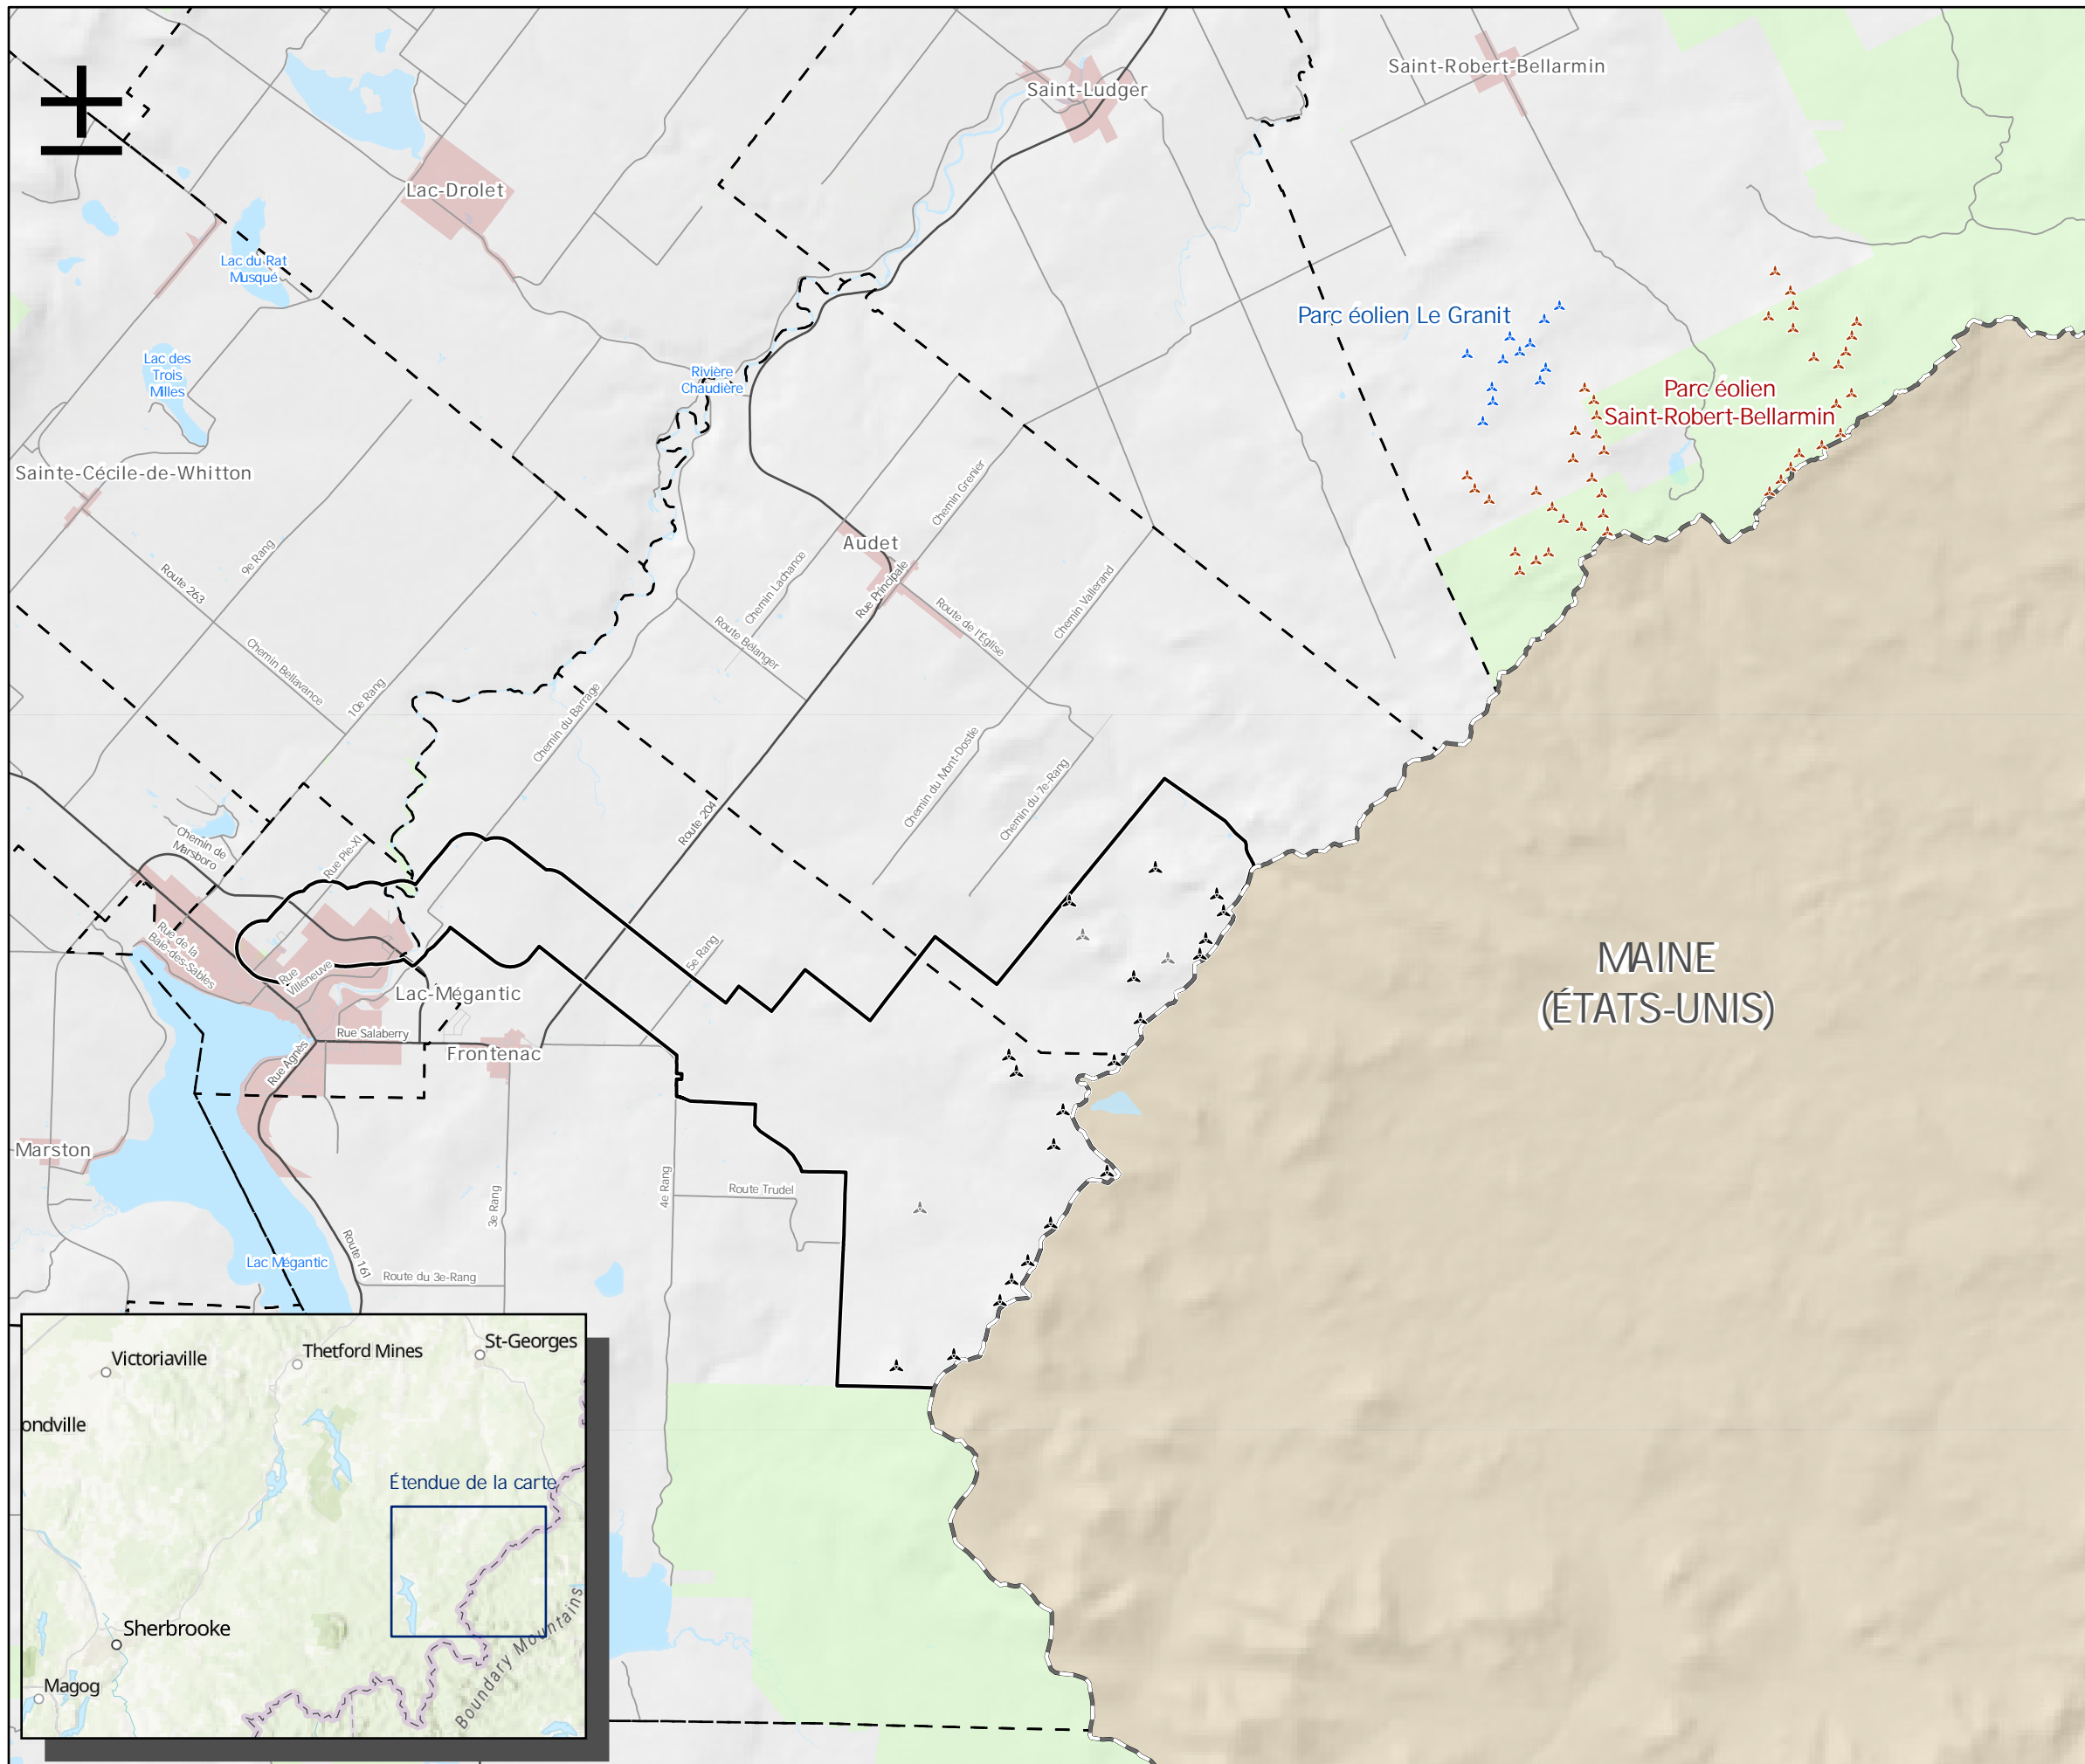 Saint-Robert-Bellarmin
Saint-Ludger
Lac-Drolet
Lac du Rat
Musqué
Parc éolien Le Granit
Lac des
Trois
Milles
Rivière
Chaudière
Parc éolien
Saint-Robert-Bellarmin
Sainte-Cécile-de-Whitton
Chemin Grenier
Audet
9e Rang
Route 263
Chemin Lachance
Rue Principale
Chemin Vallerand
Route de l'Église
Route Bélanger
Chemin Bellavance
10e Rang
Chemin du Barrage
Chemin du Mont-Dostie
Chemin du 7e-Rang
Route 204
Chemin de
Marsboro
Rue Pie-XI
Rue de la
Baie-des-Sables
5e Rang
MAINE
(ÉTATS-UNIS)
Rue
Villeneuve
Lac-Mégantic
Rue Salaberry
Frontenac
Rue Agnès
Marston
4e Rang
Route Trudel
3e Rang
Route 161
Lac Mégantic
Route du 3e-Rang
St-Georges
Thetford Mines
Victoriaville
ondville
Étendue de la carte
Sherbrooke
Boundary Mountains
Magog